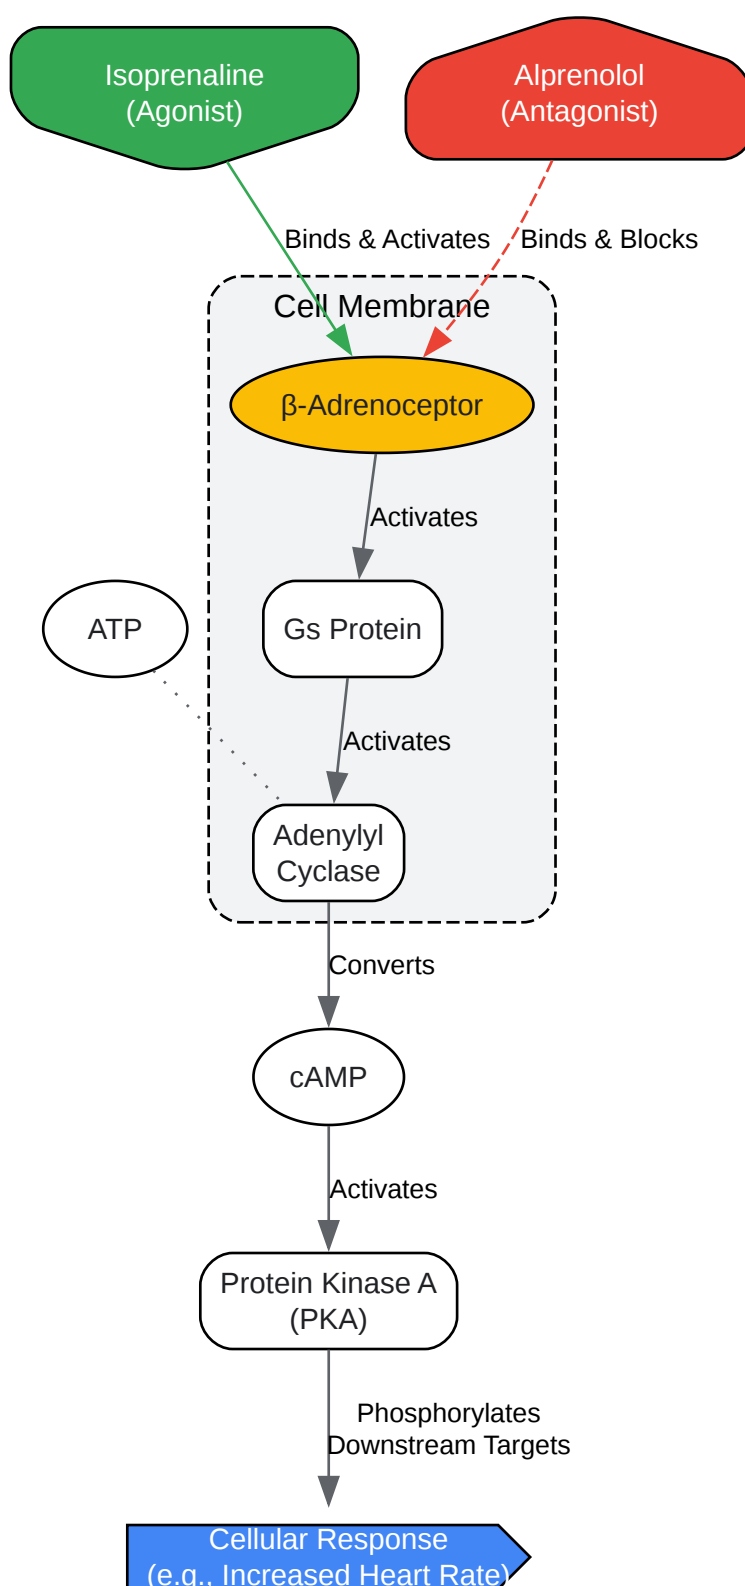 Isoprenaline
(Agonist)
Alprenolol
(Antagonist)
Binds & Activates
Binds & Blocks
Cell Membrane
β-Adrenoceptor
Activates
ATP
Gs Protein
Activates
Adenylyl
Cyclase
Converts
cAMP
Activates
Protein Kinase A
(PKA)
Phosphorylates
Downstream Targets
Cellular Response
(e.g., Increased Heart Rate)